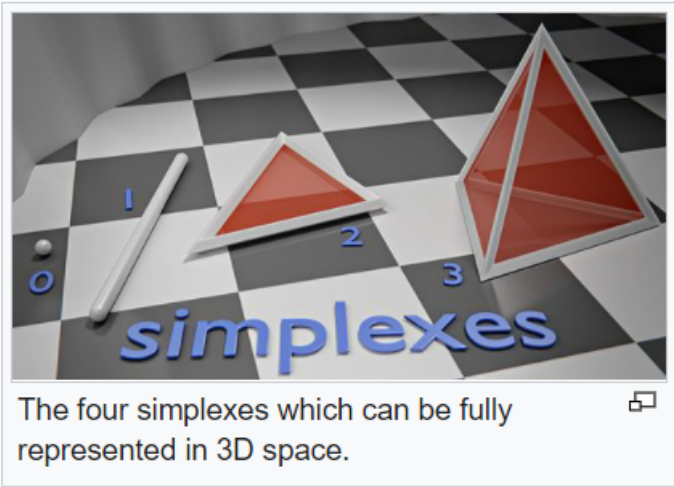 1
2
0
3
simplexes
The four simplexes which can be fully
represented in 3D space.